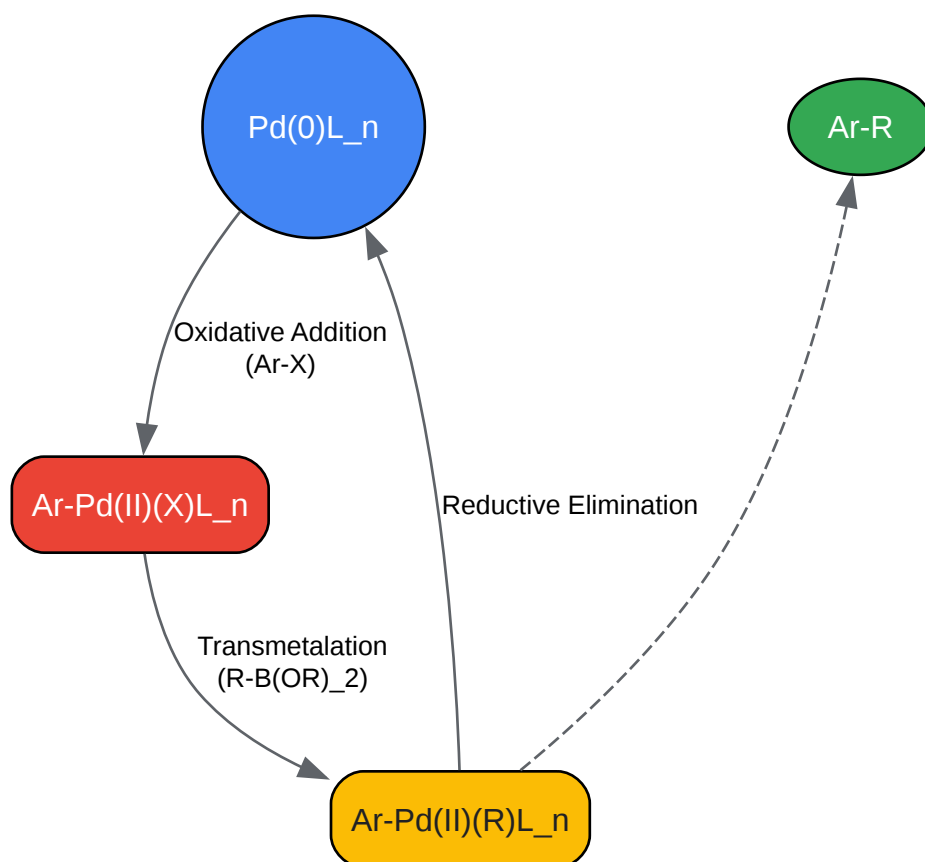 Pd(0)L_n
Ar-R
Oxidative Addition
(Ar-X)
Ar-Pd(II)(X)L_n
Reductive Elimination
Transmetalation
(R-B(OR)_2)
Ar-Pd(II)(R)L_n